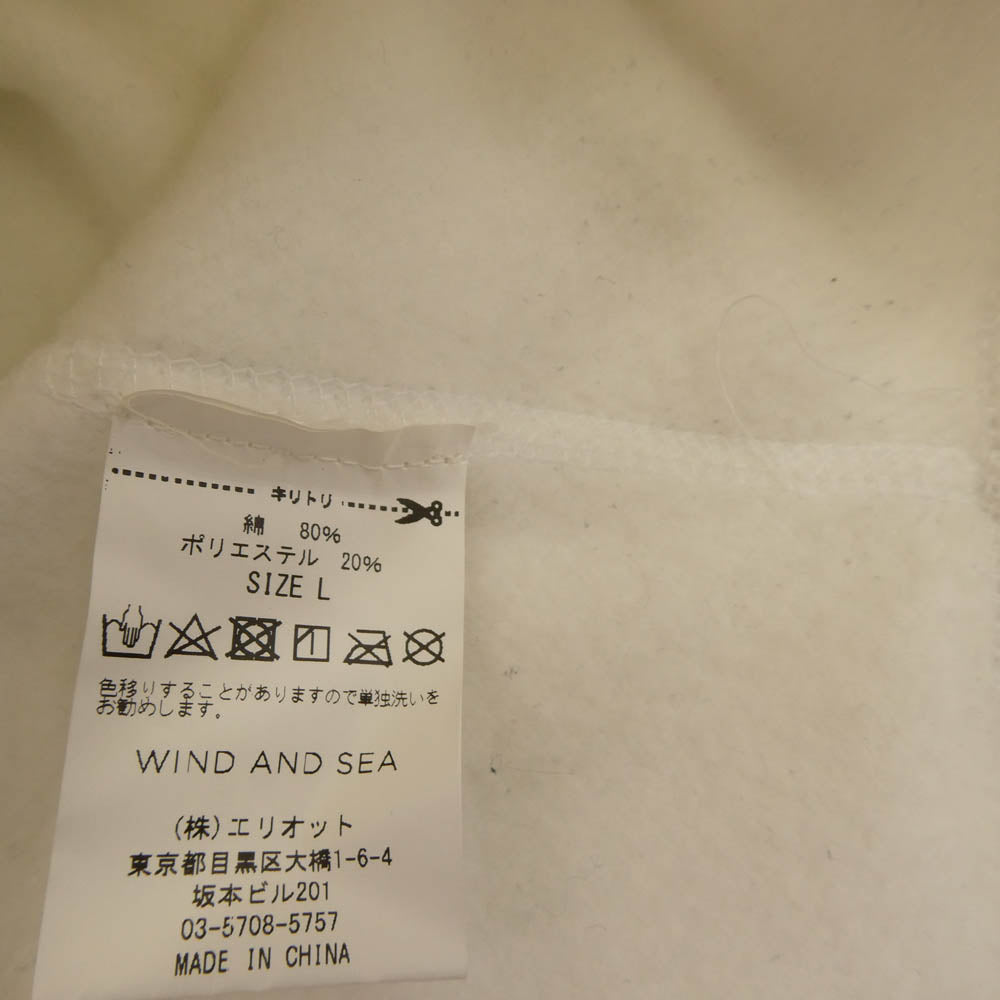 キリトリ
綿 80%
ポリエステル 20%
SIZE L
色移りすることがありますので単独洗いを
お勧めします。
WIND AND SEA
(株)エリオット
東京都目黒区大橋1-6-4
坂本ビル201
03-5708-5757
MADE IN CHINA